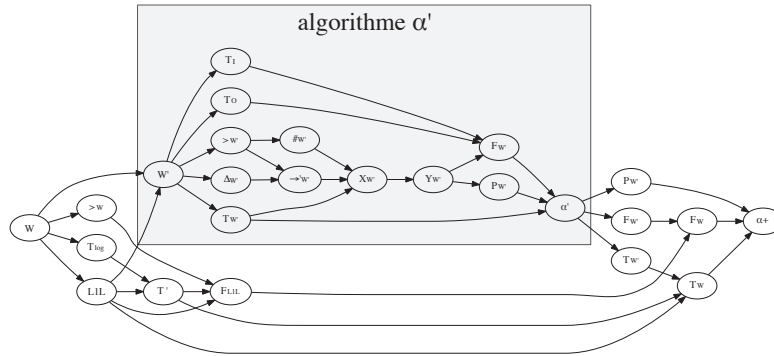 algorithme α'
TI
TO
>W'
#W'
FW'
W'
ΔW'
→'W'
XW'
YW'
PW'
PW'
TW'
α'
>W
FW'
FW
α+
W
Tlog
TW'
L1L
T'
FL1L
TW